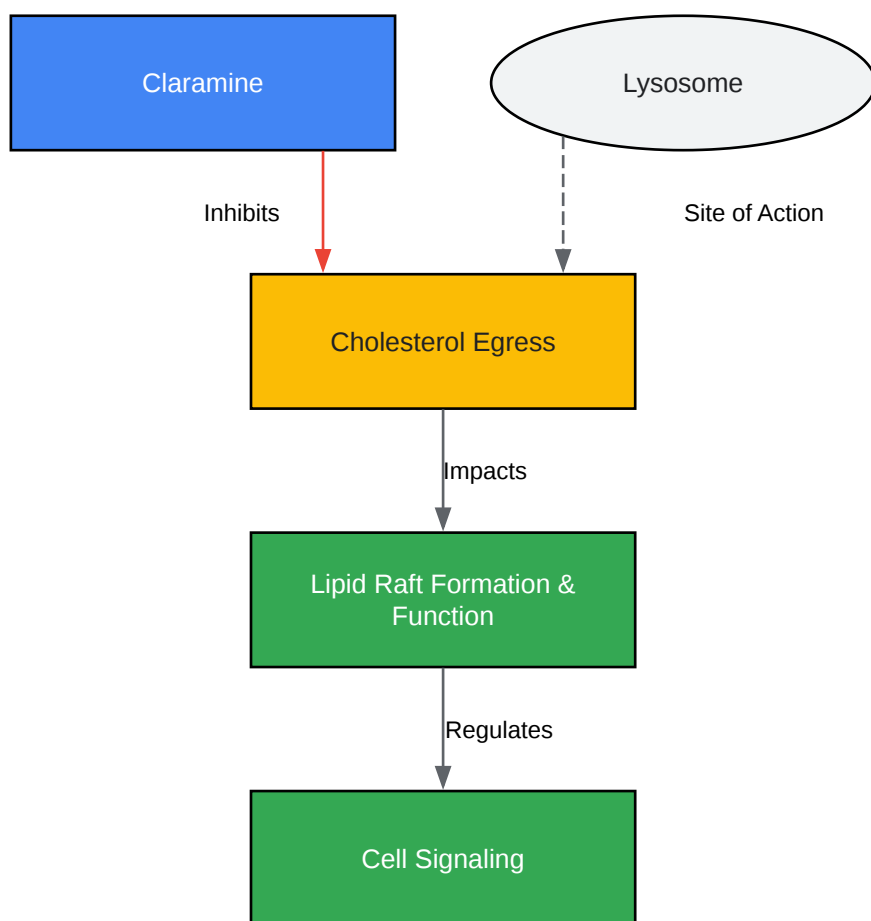 Claramine
Lysosome
Inhibits
Site of Action
Cholesterol Egress
Impacts
Lipid Raft Formation &
Function
Regulates
Cell Signaling